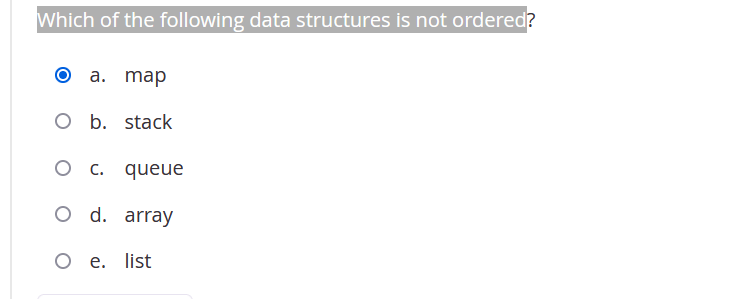 Which of the following data structures is not ordered?
a. map
b. stack
c. queue
d. array
e. list